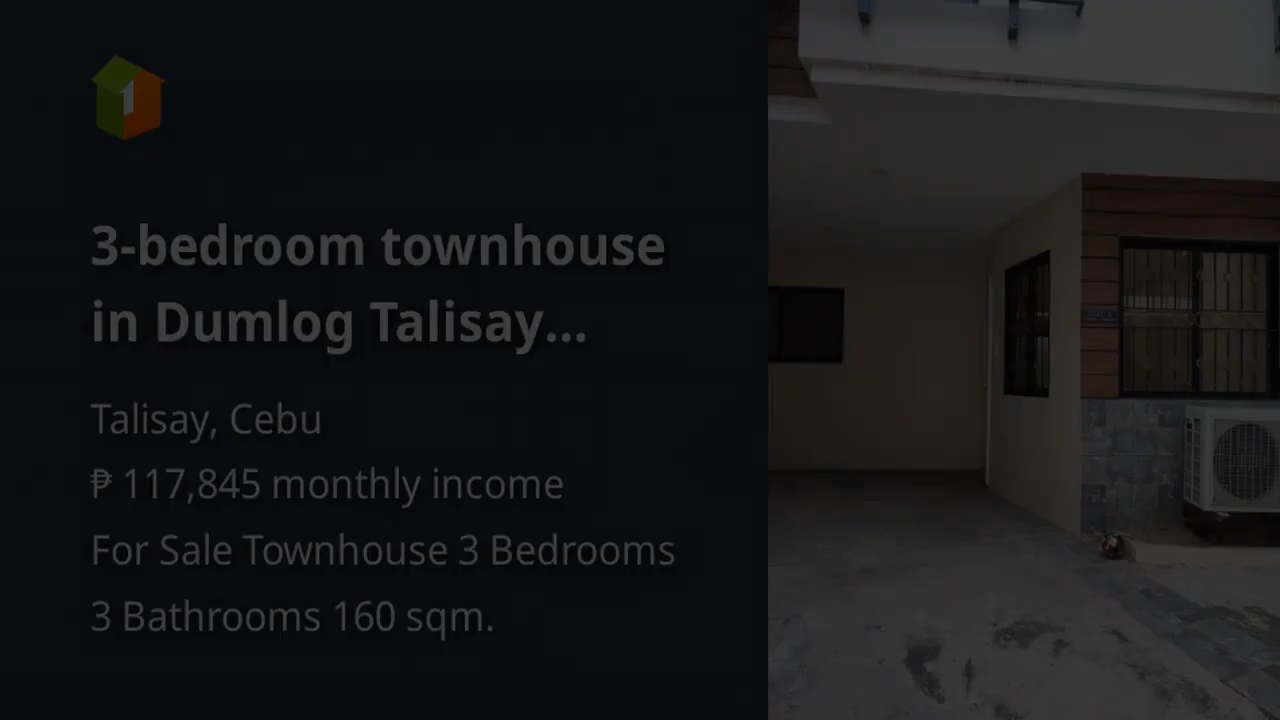 3-bedroom townhouse
in Dumlog Talisay...
Talisay, Cebu
₱ 117,845 monthly income
For Sale Townhouse 3 Bedrooms
3 Bathrooms 160 sqm.